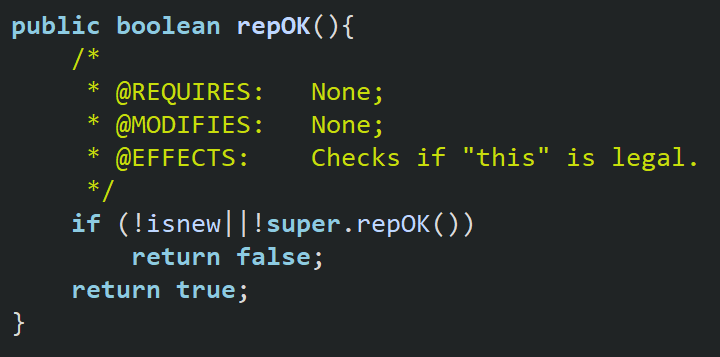 public boolean repOK(){
/*
* @REQUIRES: None;
* @MODIFIES: None;
* @EFFECTS: Checks if "this" is legal.
*/
if (!isnew||!super.repOK())
return false;
return true;
}